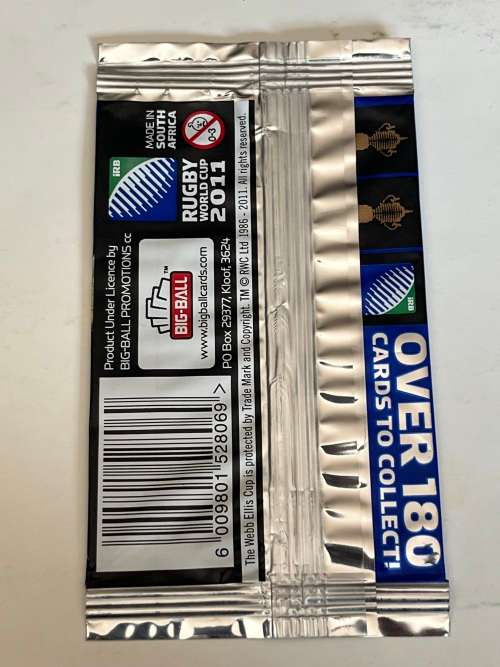 MADE IN
SOUTH
AFRICA
0-3
iRB
RUGBY
WORLD CUP
2011
Product Under Licence by
BIG-BALL PROMOTIONS cc
BIG-BALL™
www.bigballcards.com
PO Box 29377, Kloof, 3624
6 009801 528069 >
The Webb Ellis Cup is protected by Trade Mark and Copyright. TM © RWC Ltd 1986 - 2011. All rights reserved.
iRB
OVER 180
CARDS TO COLLECT!